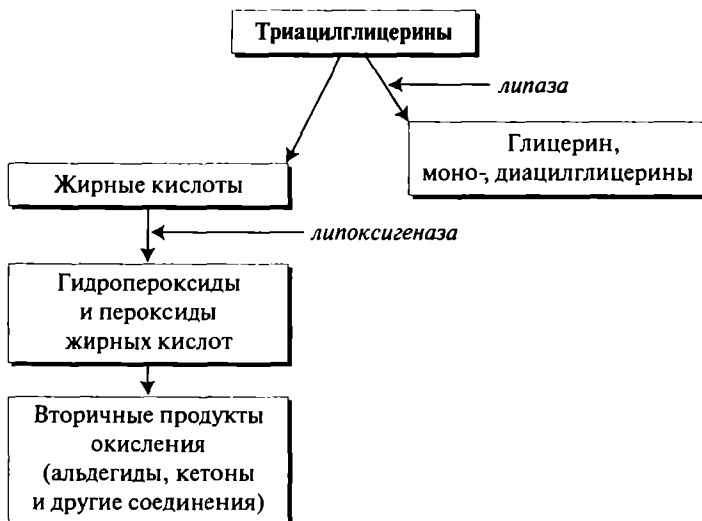 Триацилглицерины
липаза
Глицерин,
моно-, диацилглицерины
Жирные кислоты
липоксигеназа
Гидропероксиды
и пероксиды
жирных кислот
Вторичные продукты
окисления
(альдегиды, кетоны
и другие соединения)